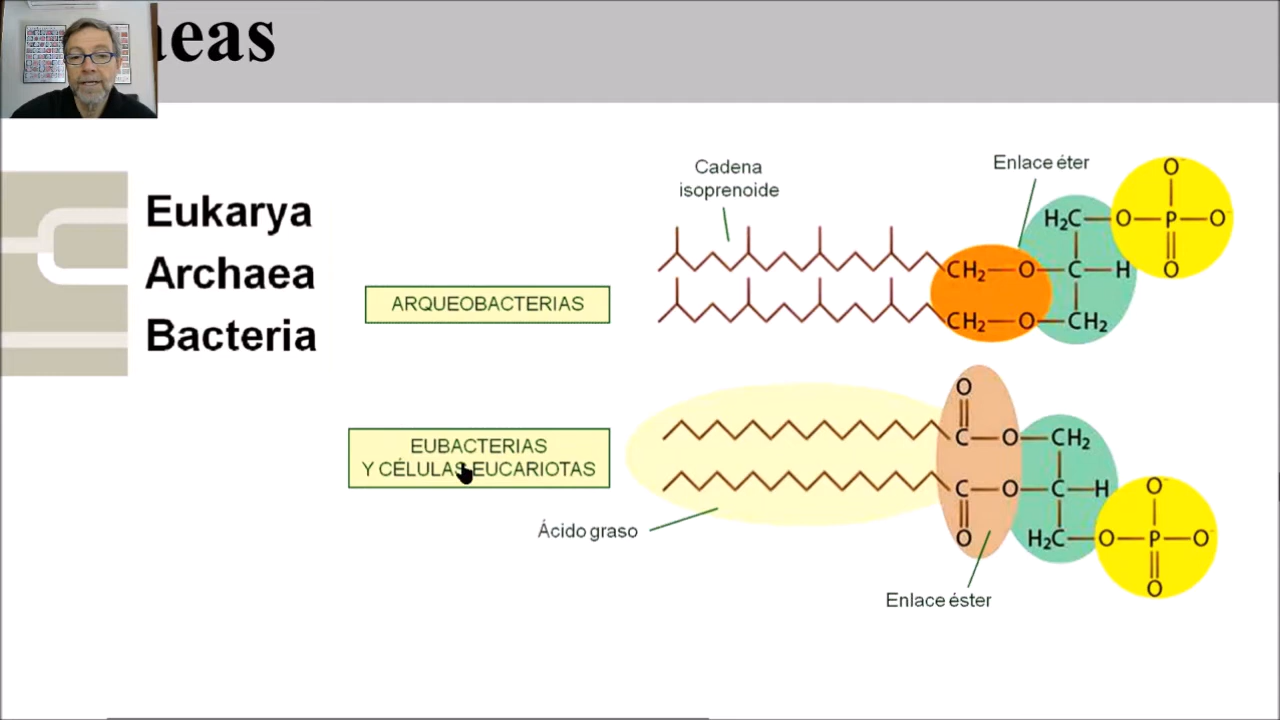 aeas
Eukarya
Archaea
Bacteria
Cadena
isoprenoide
Enlace éter
ARQUEOBACTERIAS
CH₂—O—C—H
CH₂—O—CH₂
H₂C—O—P—O⁻
O⁻
O
EUBACTERIAS
Y CÉLULAS EUCARIOTAS
Ácido graso
O
C—O—CH₂
C—O—C—H
O
H₂C—O—P—O⁻
O⁻
O
Enlace éster